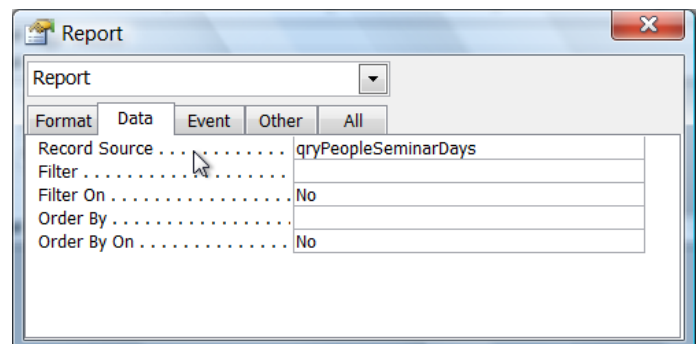 Report
Report
Format Data Event Other All
Record Source . . . . . . . . . . . . . qryPeopleSeminarDays
Filter . . . . . . . . . . . . . . . . . . .
Filter On . . . . . . . . . . . . . . . . . No
Order By . . . . . . . . . . . . . . . . .
Order By On . . . . . . . . . . . . . . No